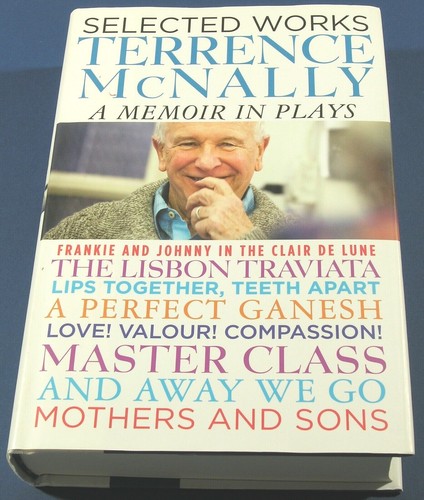 SELECTED WORKS
TERRENCE
McNALLY
A MEMOIR IN PLAYS
FRANKIE AND JOHNNY IN THE CLAIR DE LUNE
THE LISBON TRAVIATA
LIPS TOGETHER, TEETH APART
A PERFECT GANESH
LOVE! VALOUR! COMPASSION!
MASTER CLASS
AND AWAY WE GO
MOTHERS AND SONS